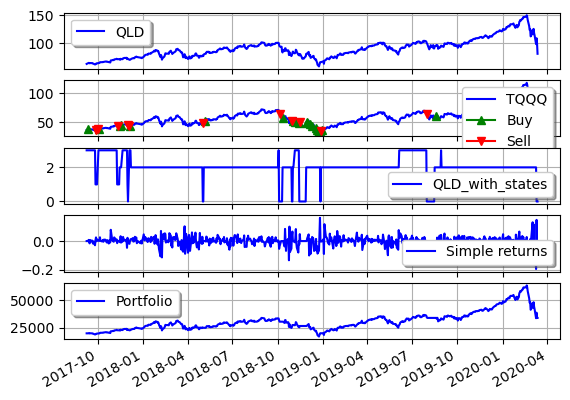 150
QLD
100
100
TQQQ
Buy
50
Sell
2
QLD_with_states
0
0.0
Simple returns
−0.2
50000
Portfolio
25000
2017-10 2018-01 2018-04 2018-07 2018-10 2019-01 2019-04 2019-07 2019-10 2020-01 2020-04